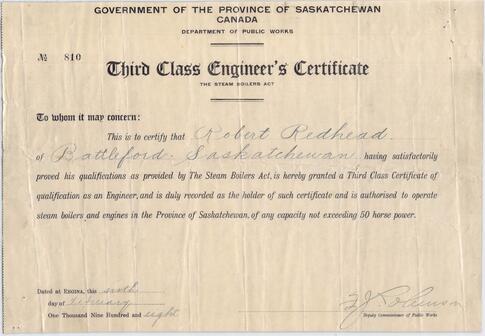 GOVERNMENT OF THE PROVINCE OF SASKATCHEWAN
CANADA
DEPARTMENT OF PUBLIC WORKS
№ 810
Third Class Engineer's Certificate
THE STEAM BOILERS ACT
To whom it may concern:
This is to certify that Robert Redhead
of Battleford Saskatchewan having satisfactorily
proved his qualifications as provided by The Steam Boilers Act, is hereby granted a Third Class Certificate of
qualification as an Engineer, and is duly recorded as the holder of such certificate and is authorised to operate
steam boilers and engines in the Province of Saskatchewan, of any capacity not exceeding 50 horse power.
Dated at REGINA, this sixth
day of February
One Thousand Nine Hundred and eight
F.J. Robinson
Deputy Commissioner of Public Works